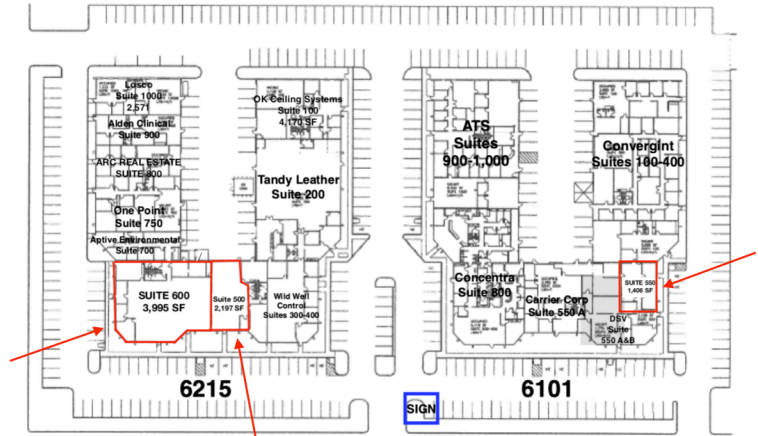 Losco
Suite 1000
2,571
Alden Clinical
Suite 900
ARC REAL ESTATE
SUITE 800
One Point
Suite 750
Aptive Environmental
Suite 700
SUITE 600
3,995 SF
Suite 500
2,197 SF
OK Ceiling Systems
Suite 100
4,170 SF
Tandy Leather
Suite 200
Wild Well
Control
Suites 300-400
6215
ATS
Suites
900-1,000
Convergint
Suites 100-400
Concentra
Suite 800
Carrier Corp
Suite 550 A
SUITE 550
1,406 SF
DSV
Suite
550 A&B
6101
SIGN